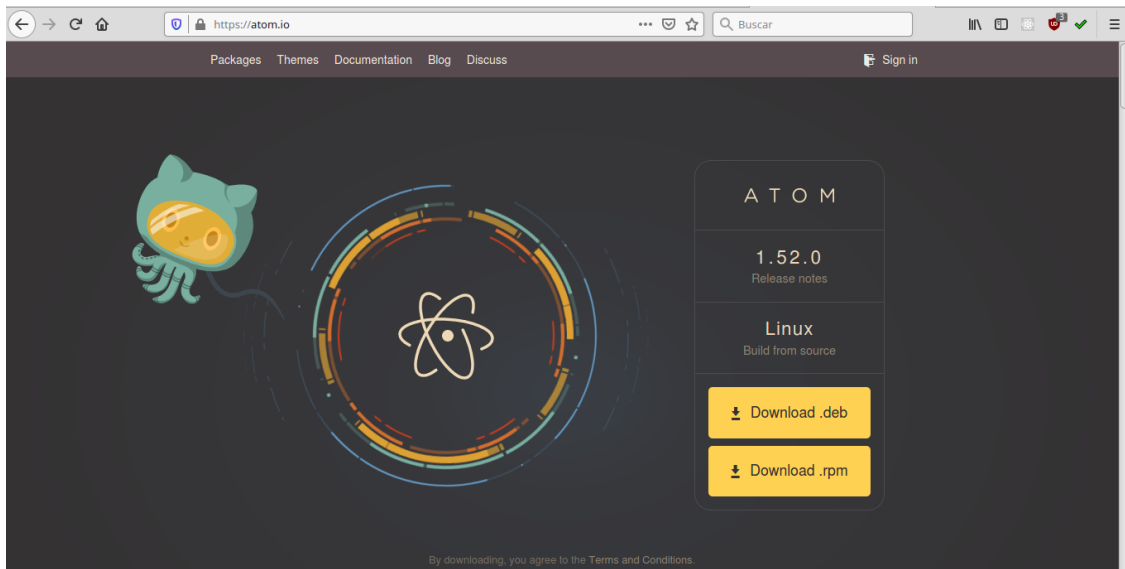 https://atom.io
Buscar
3
Packages Themes Documentation Blog Discuss
Sign in
ATOM
1.52.0
Release notes
Linux
Build from source
Download .deb
Download .rpm
By downloading, you agree to the Terms and Conditions.